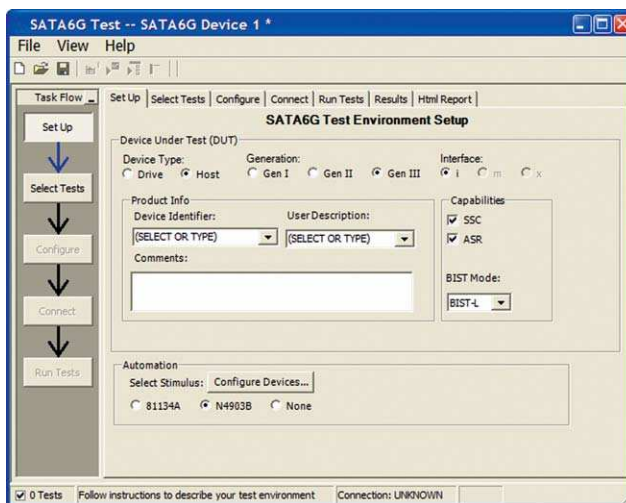 SATA6G Test -- SATA6G Device 1 *
File View Help
Task Flow
Set Up
Select Tests
Configure
Connect
Run Tests
Set Up Select Tests Configure Connect Run Tests Results Html Report
SATA6G Test Environment Setup
Device Under Test (DUT)
Device Type: Generation: Interface:
Drive Host Gen I Gen II Gen III i m x
Product Info
Device Identifier: User Description:
(SELECT OR TYPE) (SELECT OR TYPE)
Comments:
Capabilities
SSC
ASR
BIST Mode:
BIST-L
Automation
Select Stimulus: Configure Devices...
81134A N4903B None
0 Tests Follow instructions to describe your test environment Connection: UNKNOWN